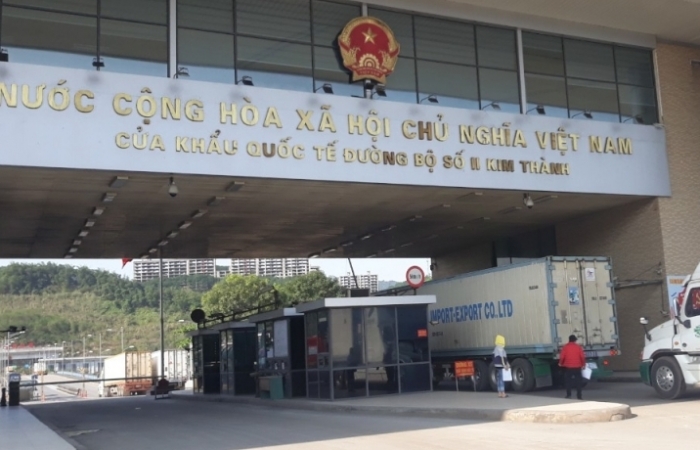 NƯỚC CỘNG HÒA XÃ HỘI CHỦ NGHĨA VIỆT NAM
CỬA KHẨU QUỐC TẾ ĐƯỜNG BỘ SỐ II KIM THÀNH
IMPORT-EXPORT CO.LTD